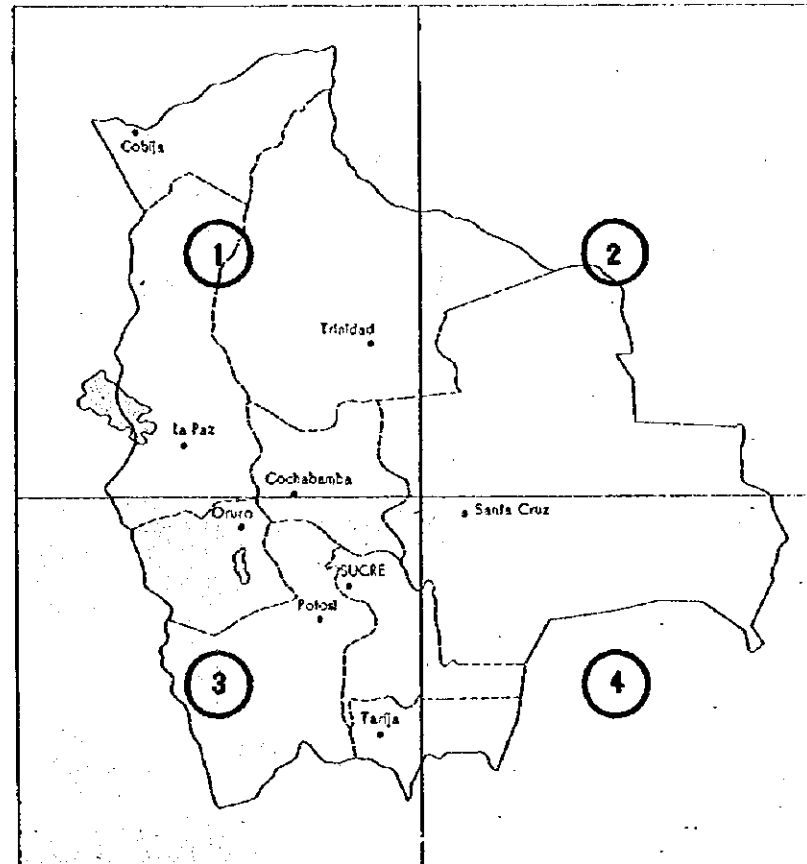 Cobija
1
2
Trinidad
La Paz
Cochabamba
Oruro
Santa Cruz
SUCRE
Potosi
3
4
Tarija